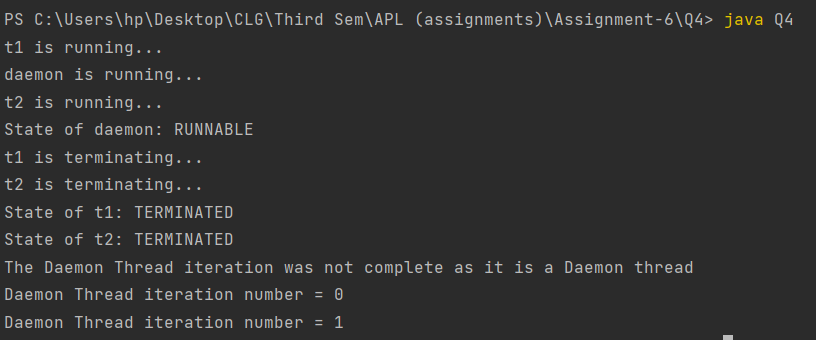 PS C:\Users\hp\Desktop\CLG\Third Sem\APL (assignments)\Assignment-6\Q4> java Q4
t1 is running...
daemon is running...
t2 is running...
State of daemon: RUNNABLE
t1 is terminating...
t2 is terminating...
State of t1: TERMINATED
State of t2: TERMINATED
The Daemon Thread iteration was not complete as it is a Daemon thread
Daemon Thread iteration number = 0
Daemon Thread iteration number = 1